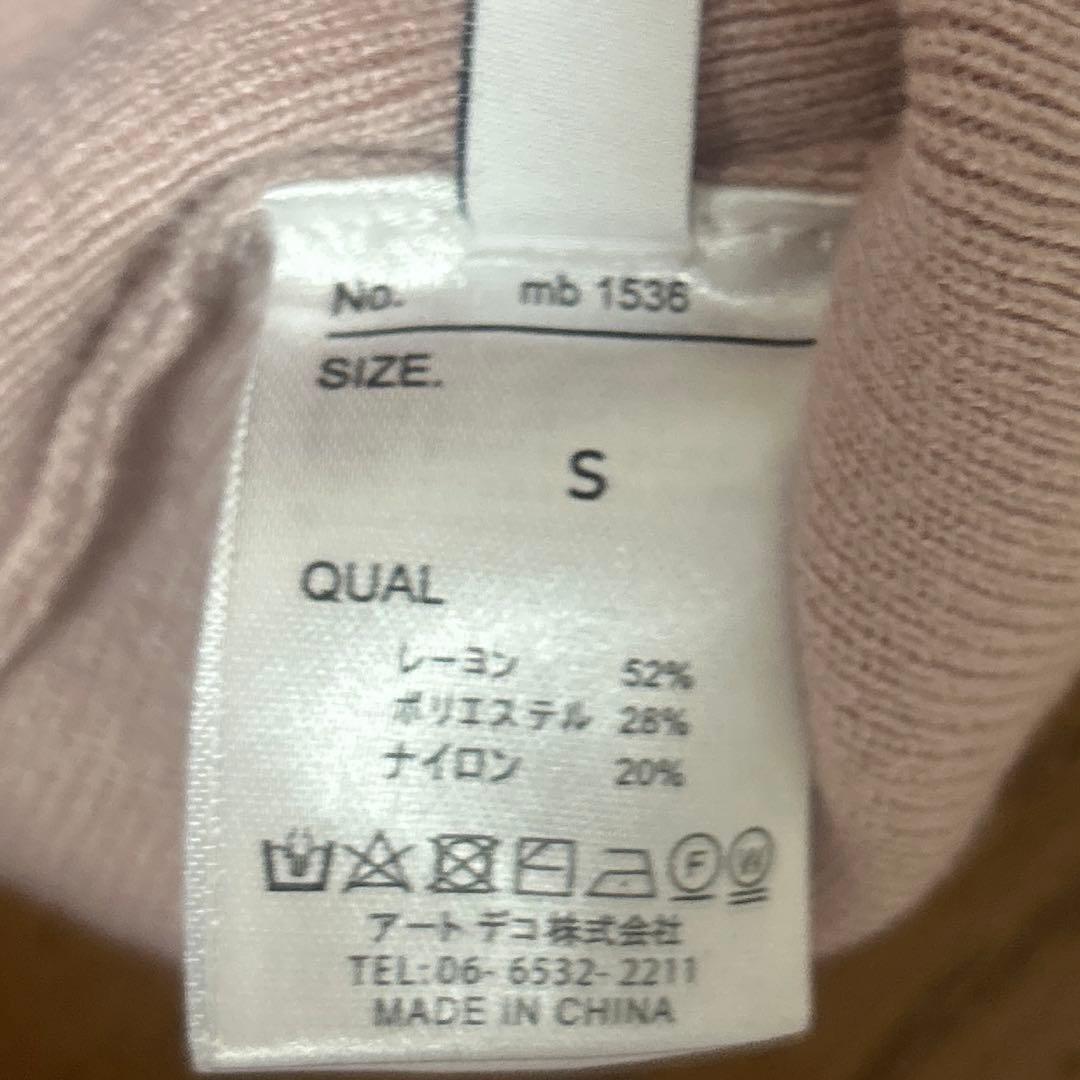 No. mb 1536
SIZE.
S
QUAL
レーヨン 52%
ポリエステル 28%
ナイロン 20%
F W
アートデコ株式会社
TEL:06-6532-2211
MADE IN CHINA